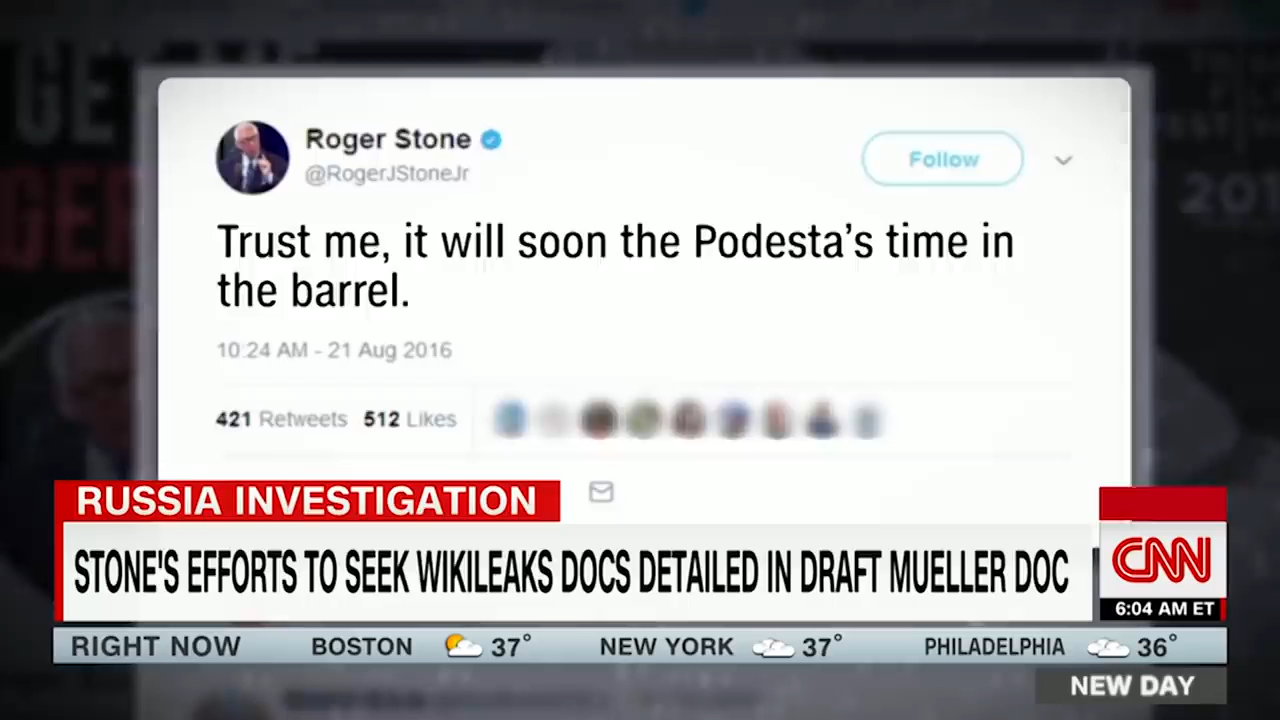 Roger Stone
@RogerJStoneJr
Follow
Trust me, it will soon the Podesta's time in
the barrel.
10:24 AM - 21 Aug 2016
421 Retweets 512 Likes
RUSSIA INVESTIGATION
STONE'S EFFORTS TO SEEK WIKILEAKS DOCS DETAILED IN DRAFT MUELLER DOC
CNN
6:04 AM ET
RIGHT NOW BOSTON 37° NEW YORK 37° PHILADELPHIA 36°
NEW DAY